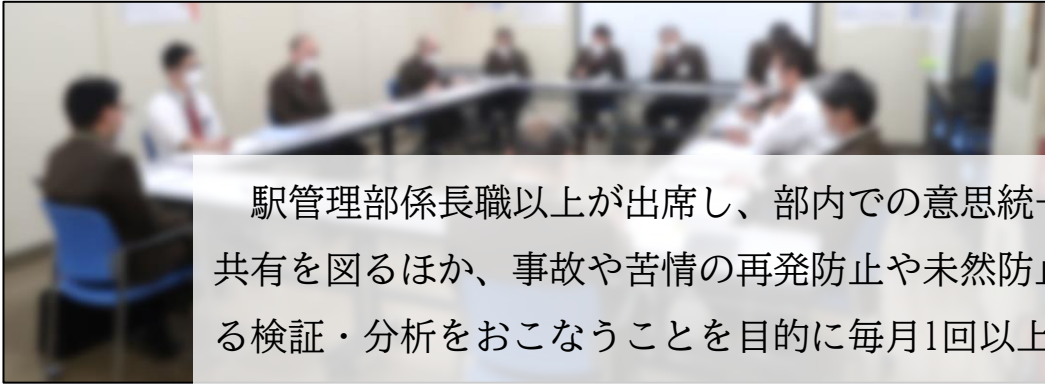 駅管理部係長職以上が出席し、部内での意思統
共有を図るほか、事故や苦情の再発防止や未然防
る検証・分析をおこなうことを目的に毎月1回以上